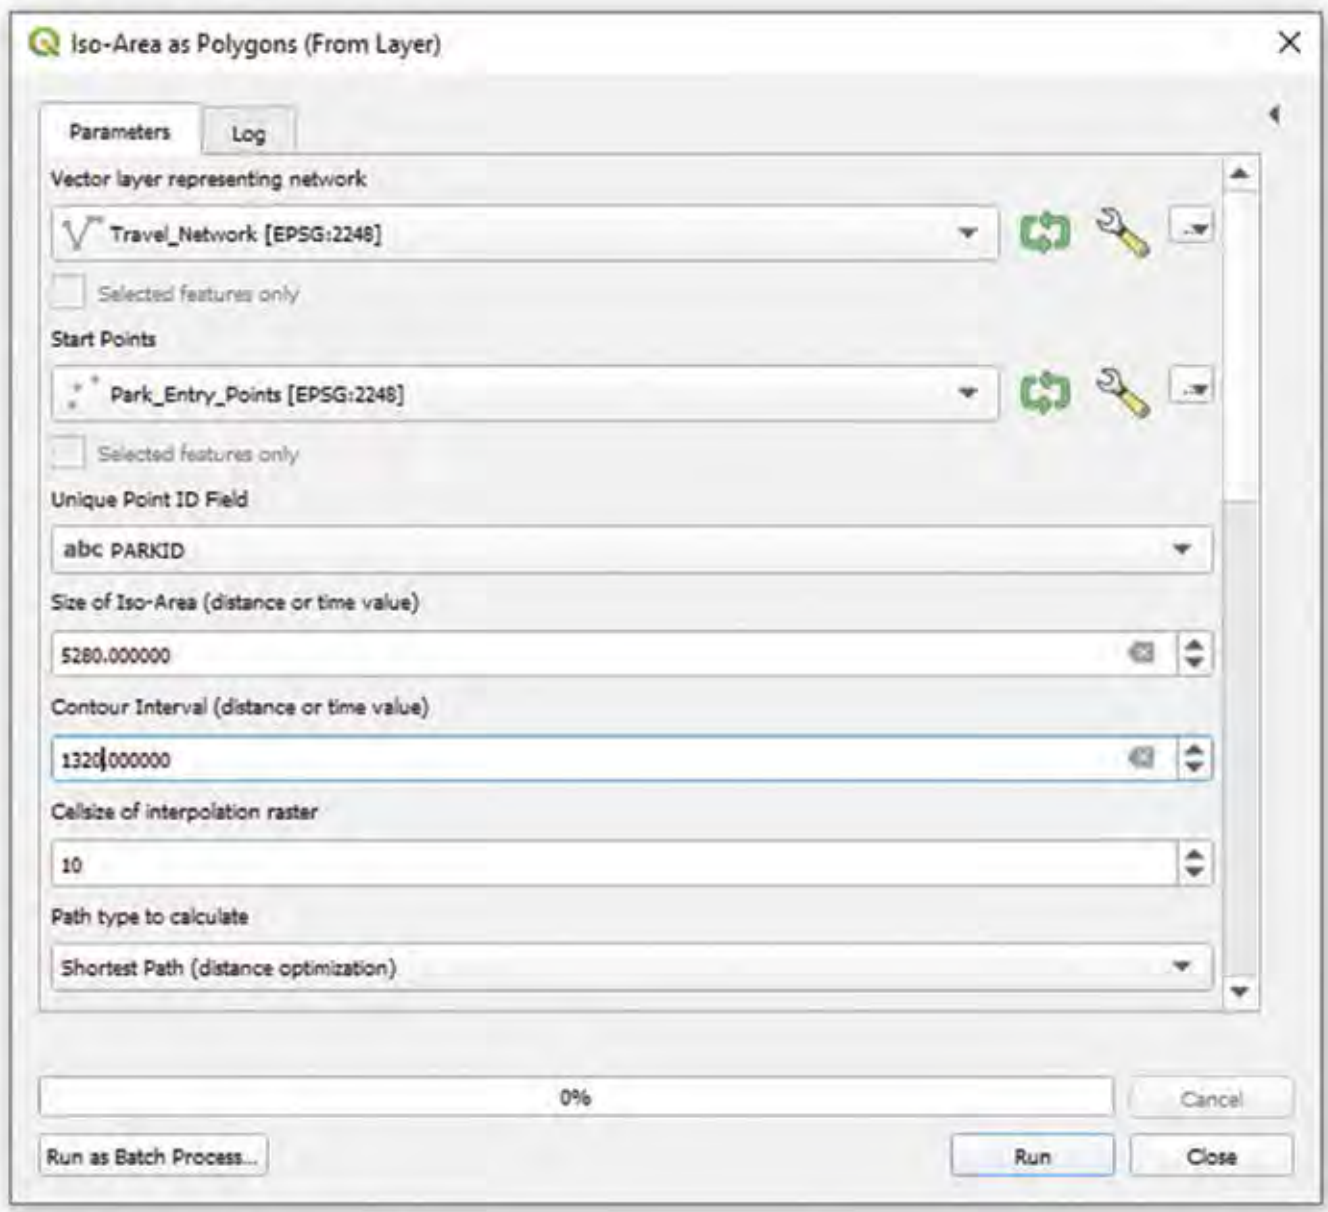 Iso-Area as Polygons (From Layer)
Parameters Log
Vector layer representing network
Travel_Network [EPSG:2248]
Selected features only
Start Points
Park_Entry_Points [EPSG:2248]
Selected features only
Unique Point ID Field
abc PARKID
Size of Iso-Area (distance or time value)
5280.000000
Contour Interval (distance or time value)
1320.000000
Cellsize of interpolation raster
10
Path type to calculate
Shortest Path (distance optimization)
0%
Cancel
Run as Batch Process...
Run
Close